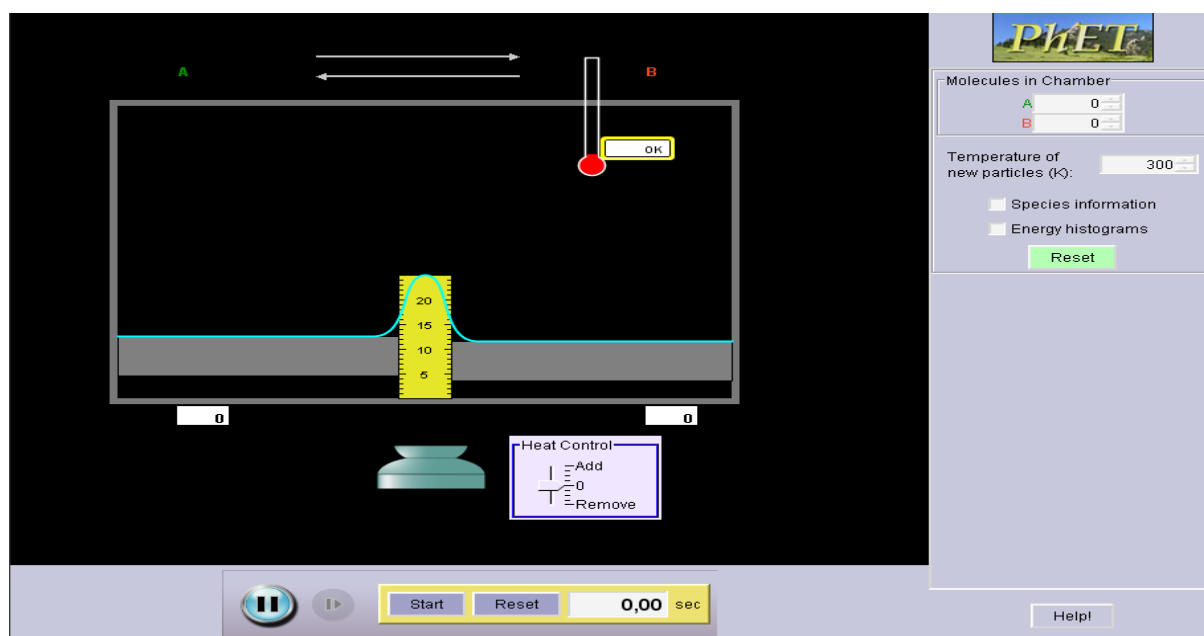 PhET
A
B
Molecules in Chamber
A 0
B 0
0K
Temperature of
new particles (K): 300
Species information
Energy histograms
Reset
20
15
10
5
0
0
Heat Control
Add
0
Remove
Start Reset 0,00 sec
Help!